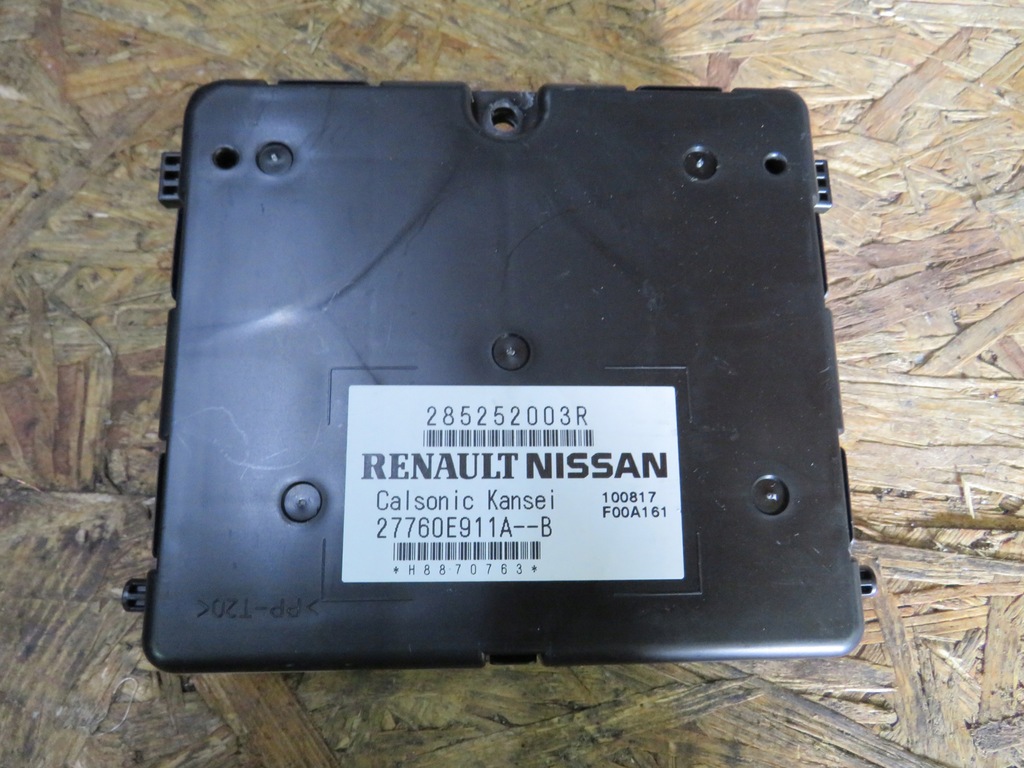 285252003R
RENAULT NISSAN
Calsonic Kansei 100817
27760E911A--B F00A161
*H8870763*
>PP-T20<